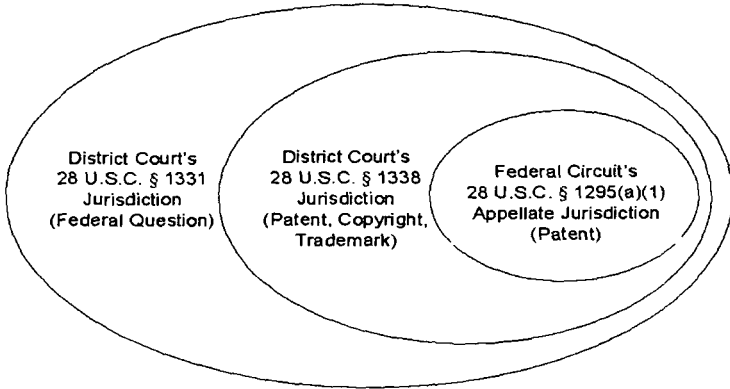 District Court's
28 U.S.C. § 1331
Jurisdiction
(Federal Question)
District Court's
28 U.S.C. § 1338
Jurisdiction
(Patent, Copyright,
Trademark)
Federal Circuit's
28 U.S.C. § 1295(a)(1)
Appellate Jurisdiction
(Patent)